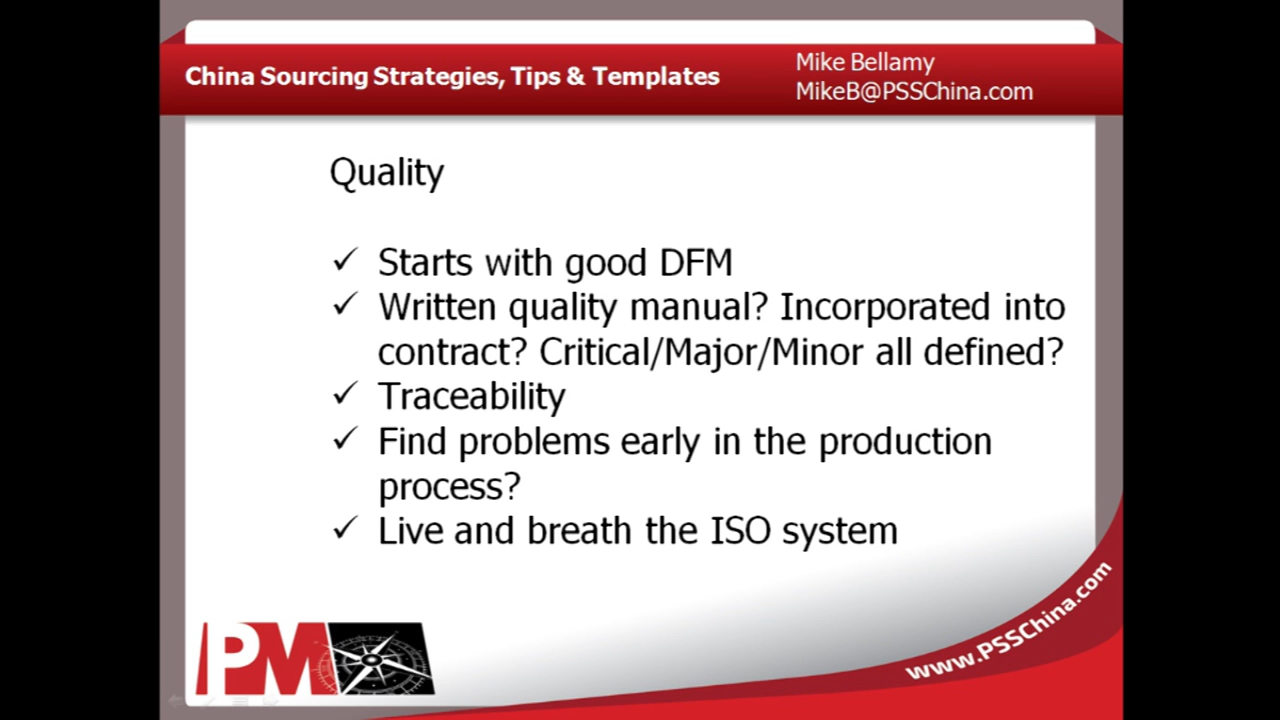 China Sourcing Strategies, Tips & Templates
Mike Bellamy
MikeB@PSSChina.com
Quality
✓ Starts with good DFM
✓ Written quality manual? Incorporated into
contract? Critical/Major/Minor all defined?
✓ Traceability
✓ Find problems early in the production
process?
✓ Live and breath the ISO system
PM
www.PSSChina.com